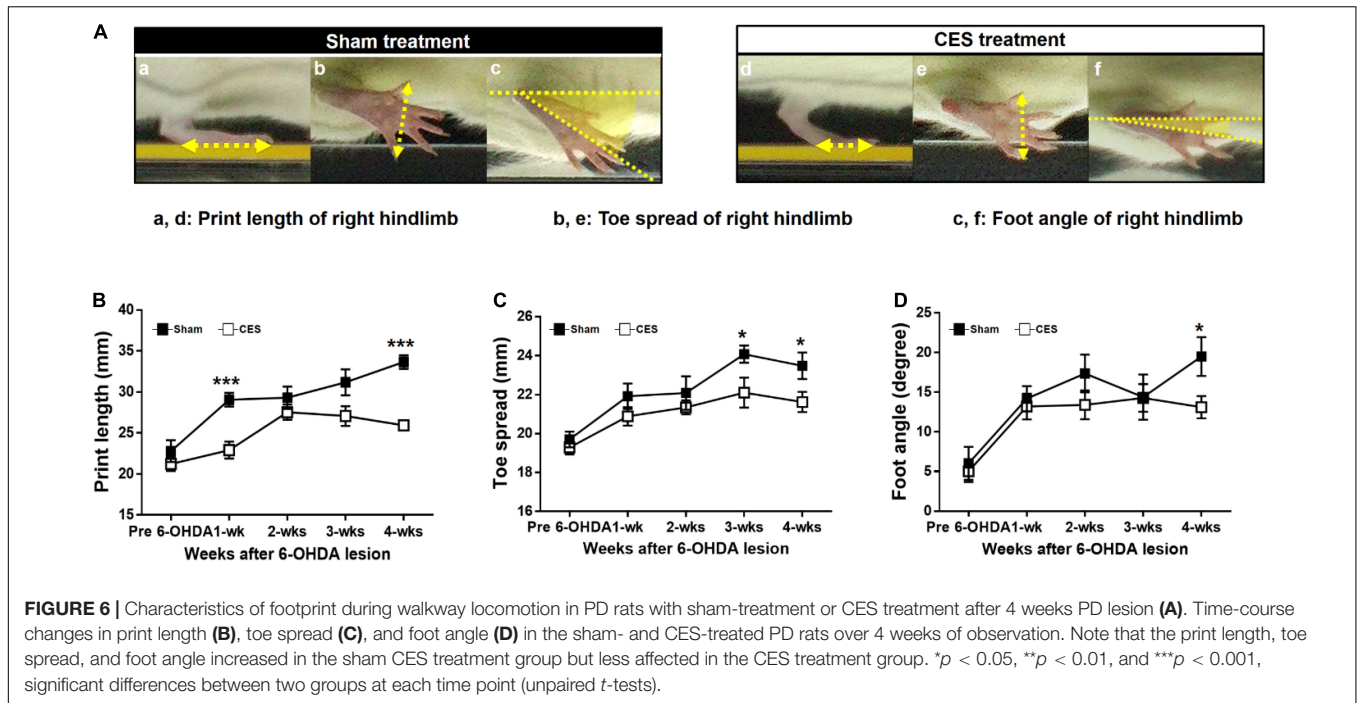 A
Sham treatment
CES treatment
a
b
c
d
e
f
a, d: Print length of right hindlimb
b, e: Toe spread of right hindlimb
c, f: Foot angle of right hindlimb
B
Print length (mm)
40
35
30
25
20
15
Sham CES
***
***
Pre 6-OHDA 1-wk 2-wks 3-wks 4-wks
Weeks after 6-OHDA lesion
C
Toe spread (mm)
26
24
22
20
18
16
Sham CES
*
*
Pre 6-OHDA 1-wk 2-wks 3-wks 4-wks
Weeks after 6-OHDA lesion
D
Foot angle (degree)
25
20
15
10
5
0
Sham CES
*
Pre 6-OHDA 1-wk 2-wks 3-wks 4-wks
Weeks after 6-OHDA lesion
FIGURE 6 | Characteristics of footprint during walkway locomotion in PD rats with sham-treatment or CES treatment after 4 weeks PD lesion (A). Time-course
changes in print length (B), toe spread (C), and foot angle (D) in the sham- and CES-treated PD rats over 4 weeks of observation. Note that the print length, toe
spread, and foot angle increased in the sham CES treatment group but less affected in the CES treatment group. *p < 0.05, **p < 0.01, and ***p < 0.001,
significant differences between two groups at each time point (unpaired t-tests).